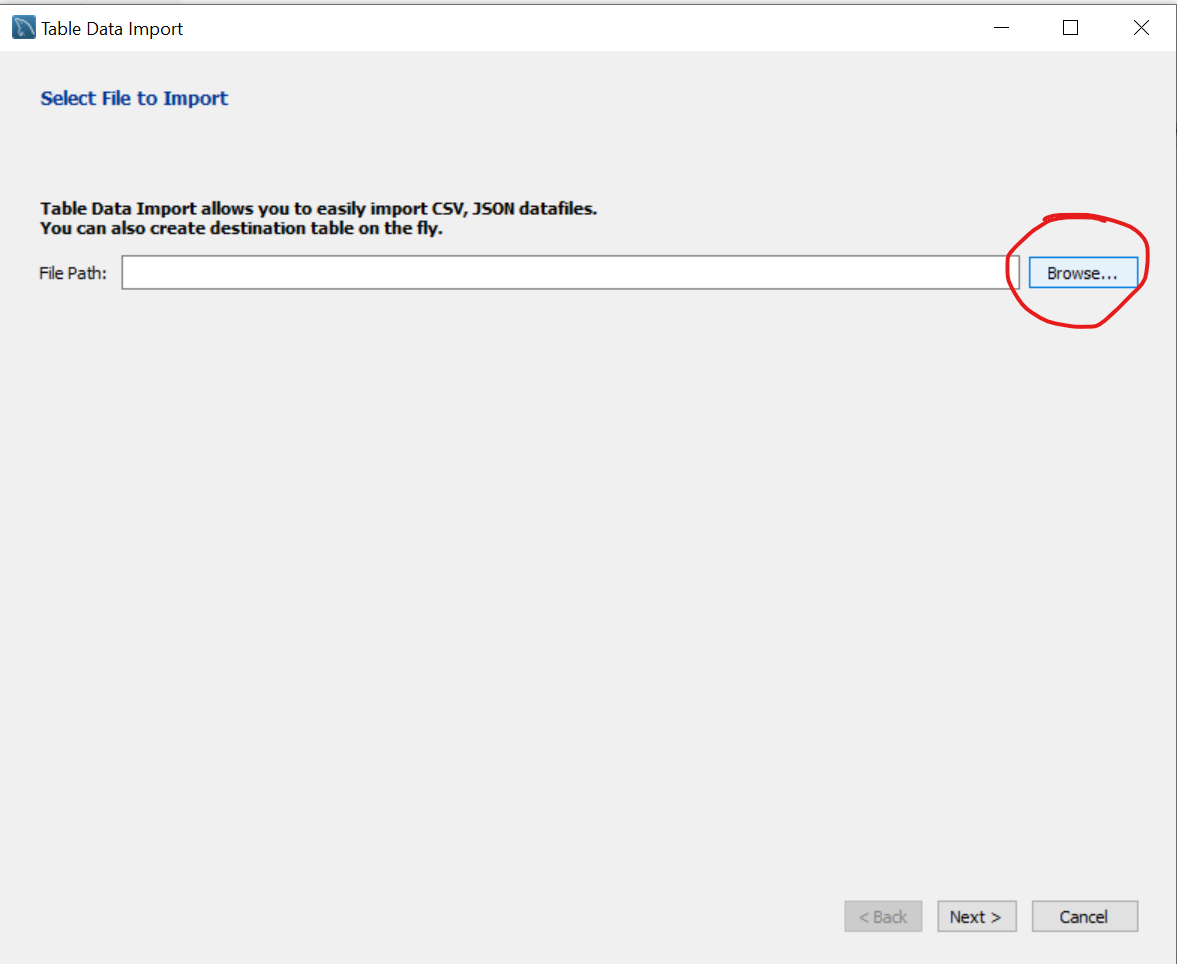 Table Data Import
Select File to Import
Table Data Import allows you to easily import CSV, JSON datafiles.
You can also create destination table on the fly.
File Path:
Browse...
< Back
Next >
Cancel